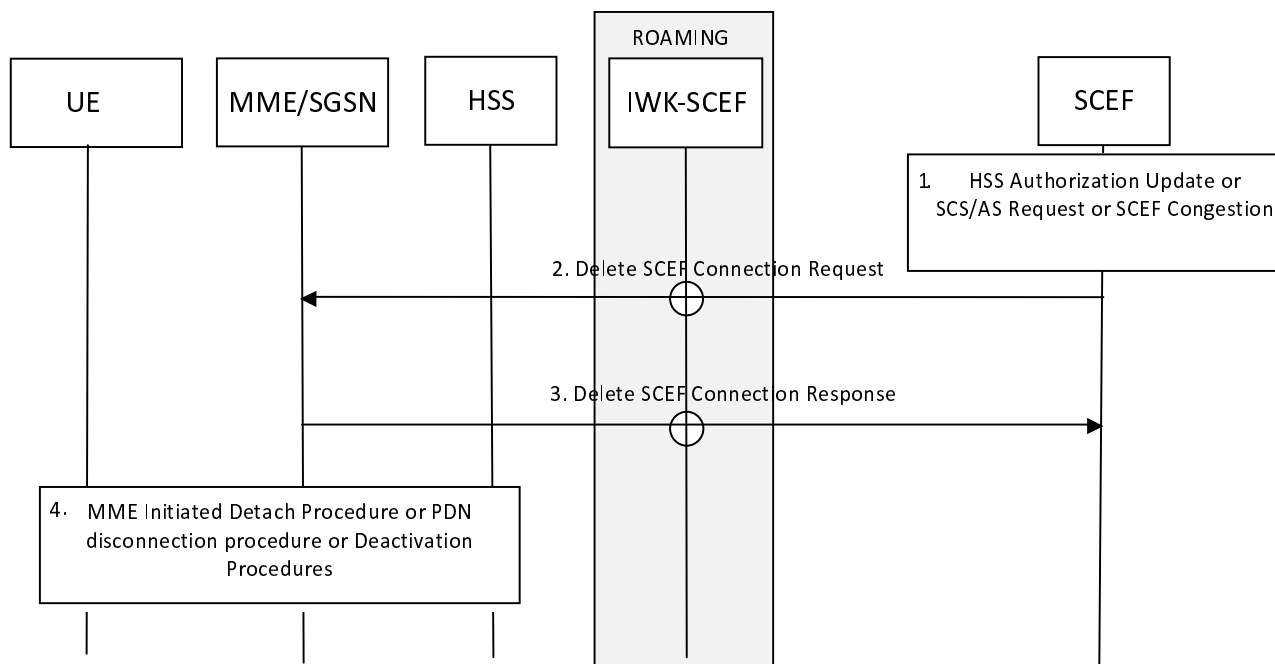 ROAMING
UE
MME/SGSN
HSS
IWK-SCEF
SCEF
1. HSS Authorization Update or
SCS/AS Request or SCEF Congestion
2. Delete SCEF Connection Request
3. Delete SCEF Connection Response
4. MME Initiated Detach Procedure or PDN
disconnection procedure or Deactivation
Procedures